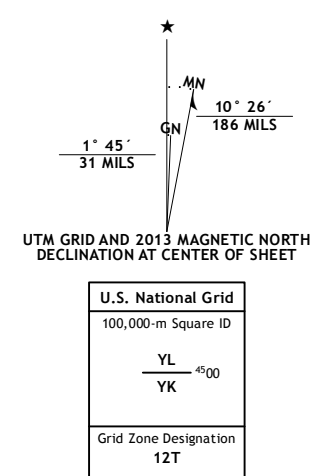 ★
MN
10° 26´
186 MILS
GN
1° 45´
31 MILS
UTM GRID AND 2013 MAGNETIC NORTH
DECLINATION AT CENTER OF SHEET
U.S. National Grid
100,000-m Square ID
YL
4500
YK
Grid Zone Designation
12T